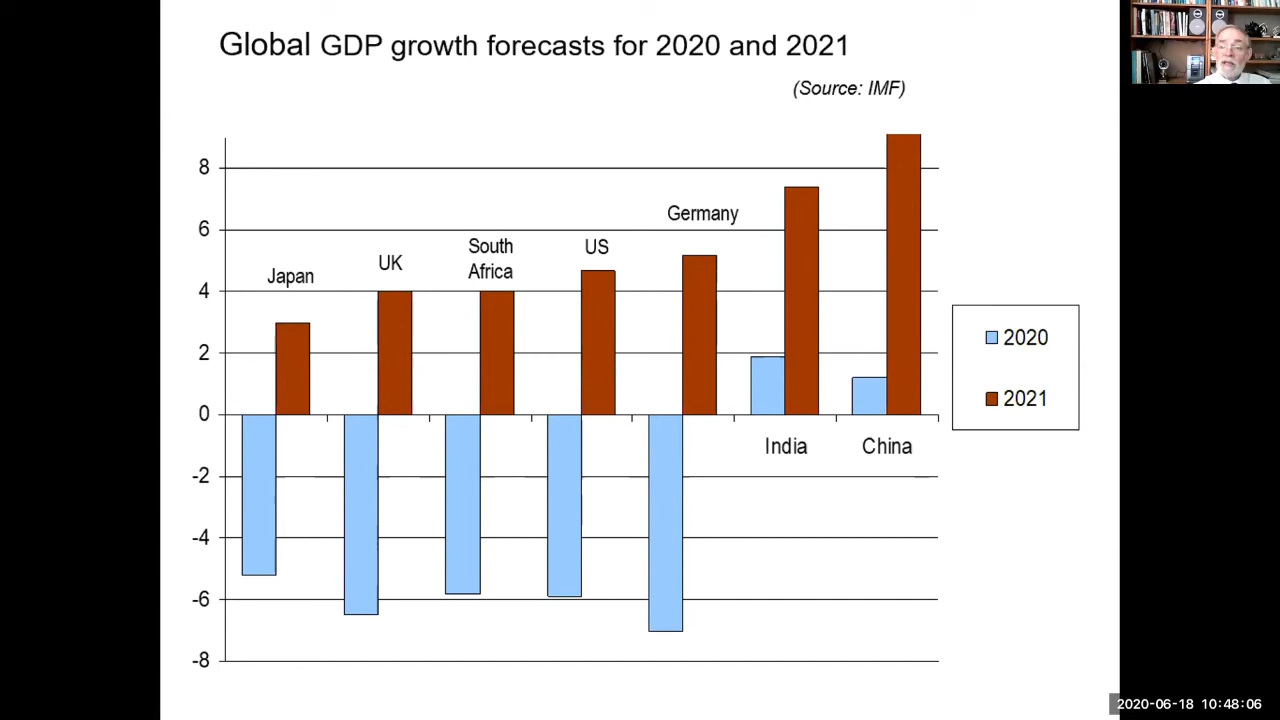 Global GDP growth forecasts for 2020 and 2021
(Source: IMF)
8
6
4
2
0
-2
-4
-6
-8
Japan
UK
South
Africa
US
Germany
India
China
2020
2021
2020-06-18 10:48:06